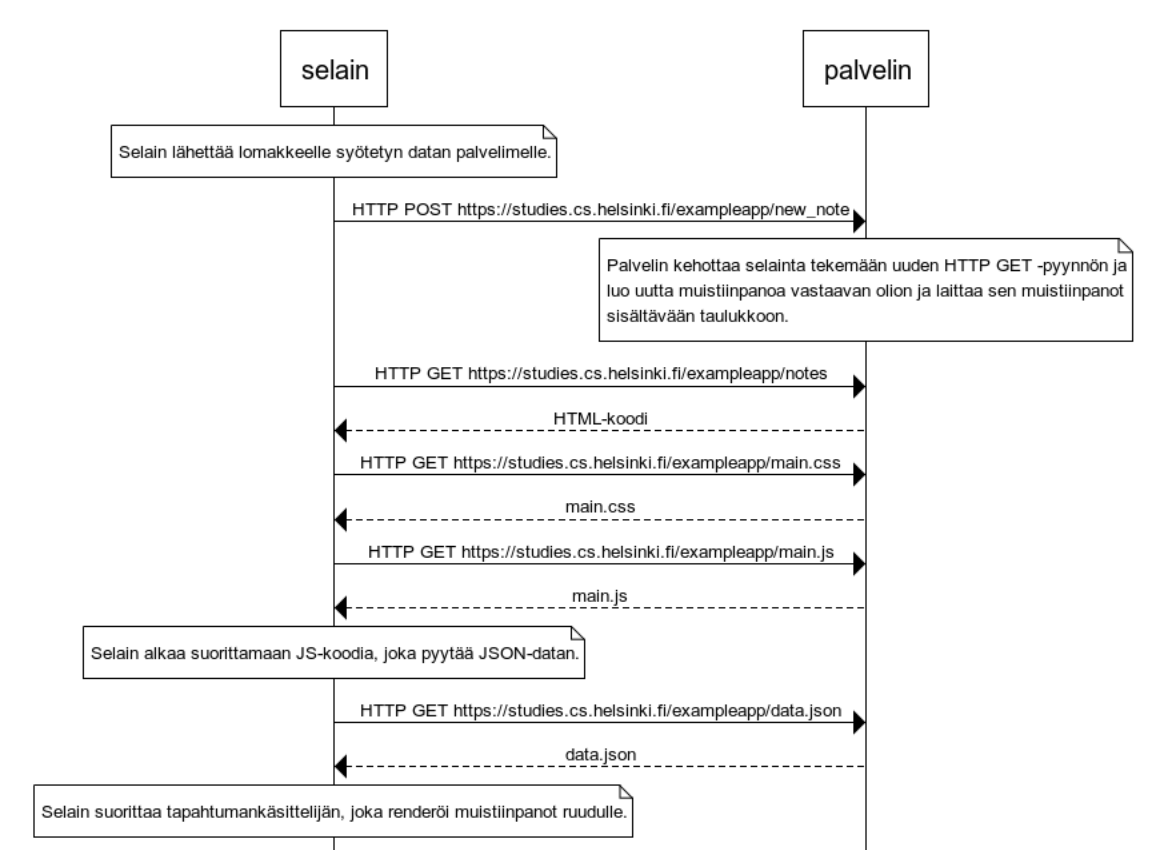 selain
palvelin
Selain lähettää lomakkeelle syötetyn datan palvelimelle.
HTTP POST https://studies.cs.helsinki.fi/exampleapp/new_note
Palvelin kehottaa selainta tekemään uuden HTTP GET -pyynnön ja
luo uutta muistiinpanoa vastaavan olion ja laittaa sen muistiinpanot
sisältävään taulukkoon.
HTTP GET https://studies.cs.helsinki.fi/exampleapp/notes
HTML-koodi
HTTP GET https://studies.cs.helsinki.fi/exampleapp/main.css
main.css
HTTP GET https://studies.cs.helsinki.fi/exampleapp/main.js
main.js
Selain alkaa suorittamaan JS-koodia, joka pyytää JSON-datan.
HTTP GET https://studies.cs.helsinki.fi/exampleapp/data.json
data.json
Selain suorittaa tapahtumankäsittelijän, joka renderöi muistiinpanot ruudulle.